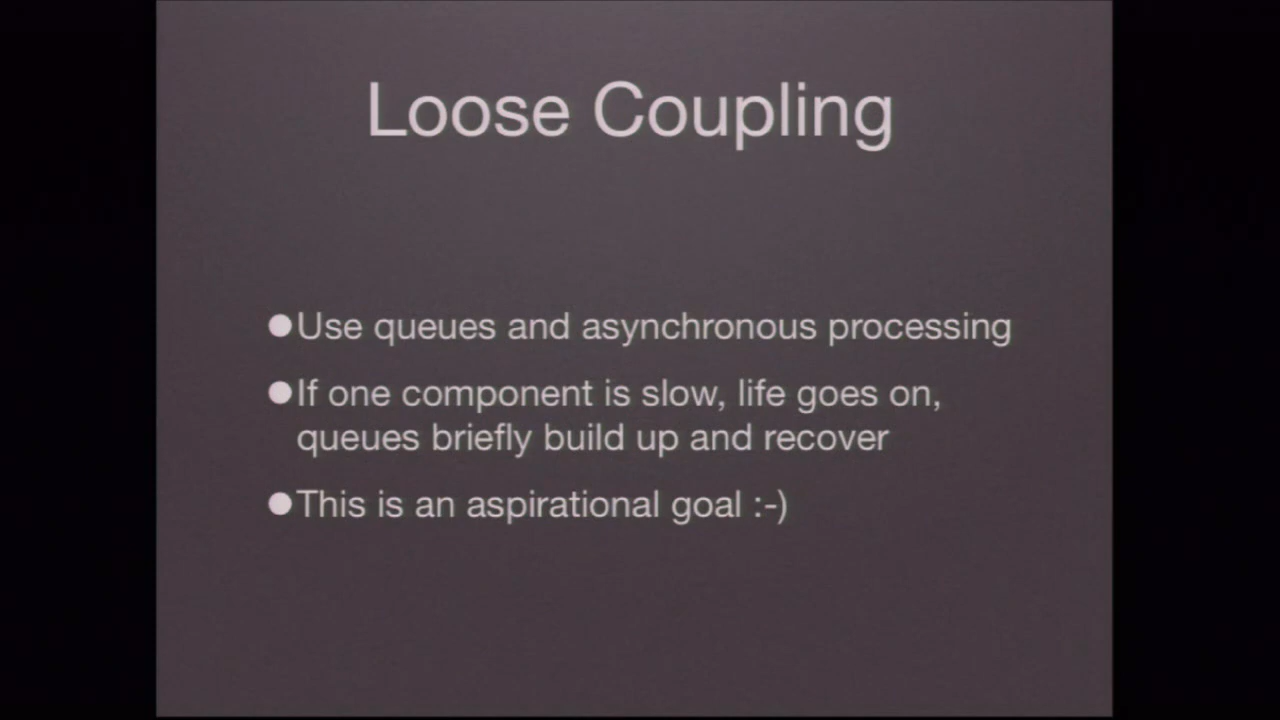 Loose Coupling
●Use queues and asynchronous processing
●If one component is slow, life goes on,
queues briefly build up and recover
●This is an aspirational goal :-)